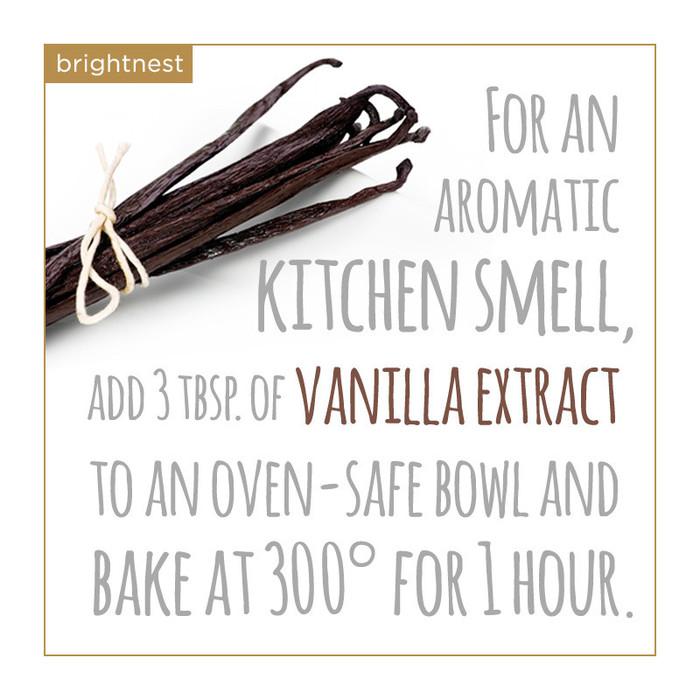 brightnest
FOR AN
AROMATIC
KITCHEN SMELL,
ADD 3 TBSP. OF VANILLA EXTRACT
TO AN OVEN-SAFE BOWL AND
BAKE AT 300° FOR 1 HOUR.